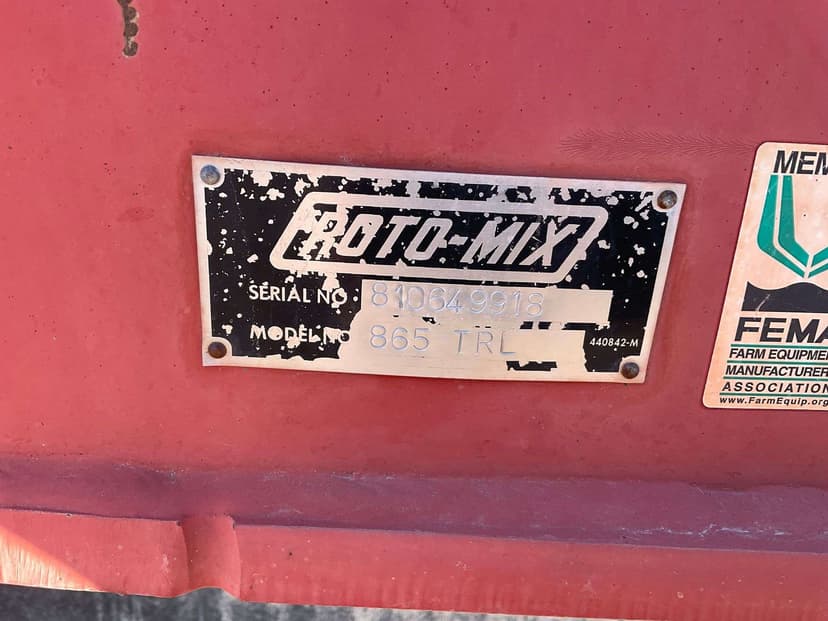 ROTO-MIX
SERIAL NO. 810649918
MODEL NO 865 TRL
440842-M
MEM
FEMA
FARM EQUIPMEN
MANUFACTURER
ASSOCIATION
www.FarmEquip.org